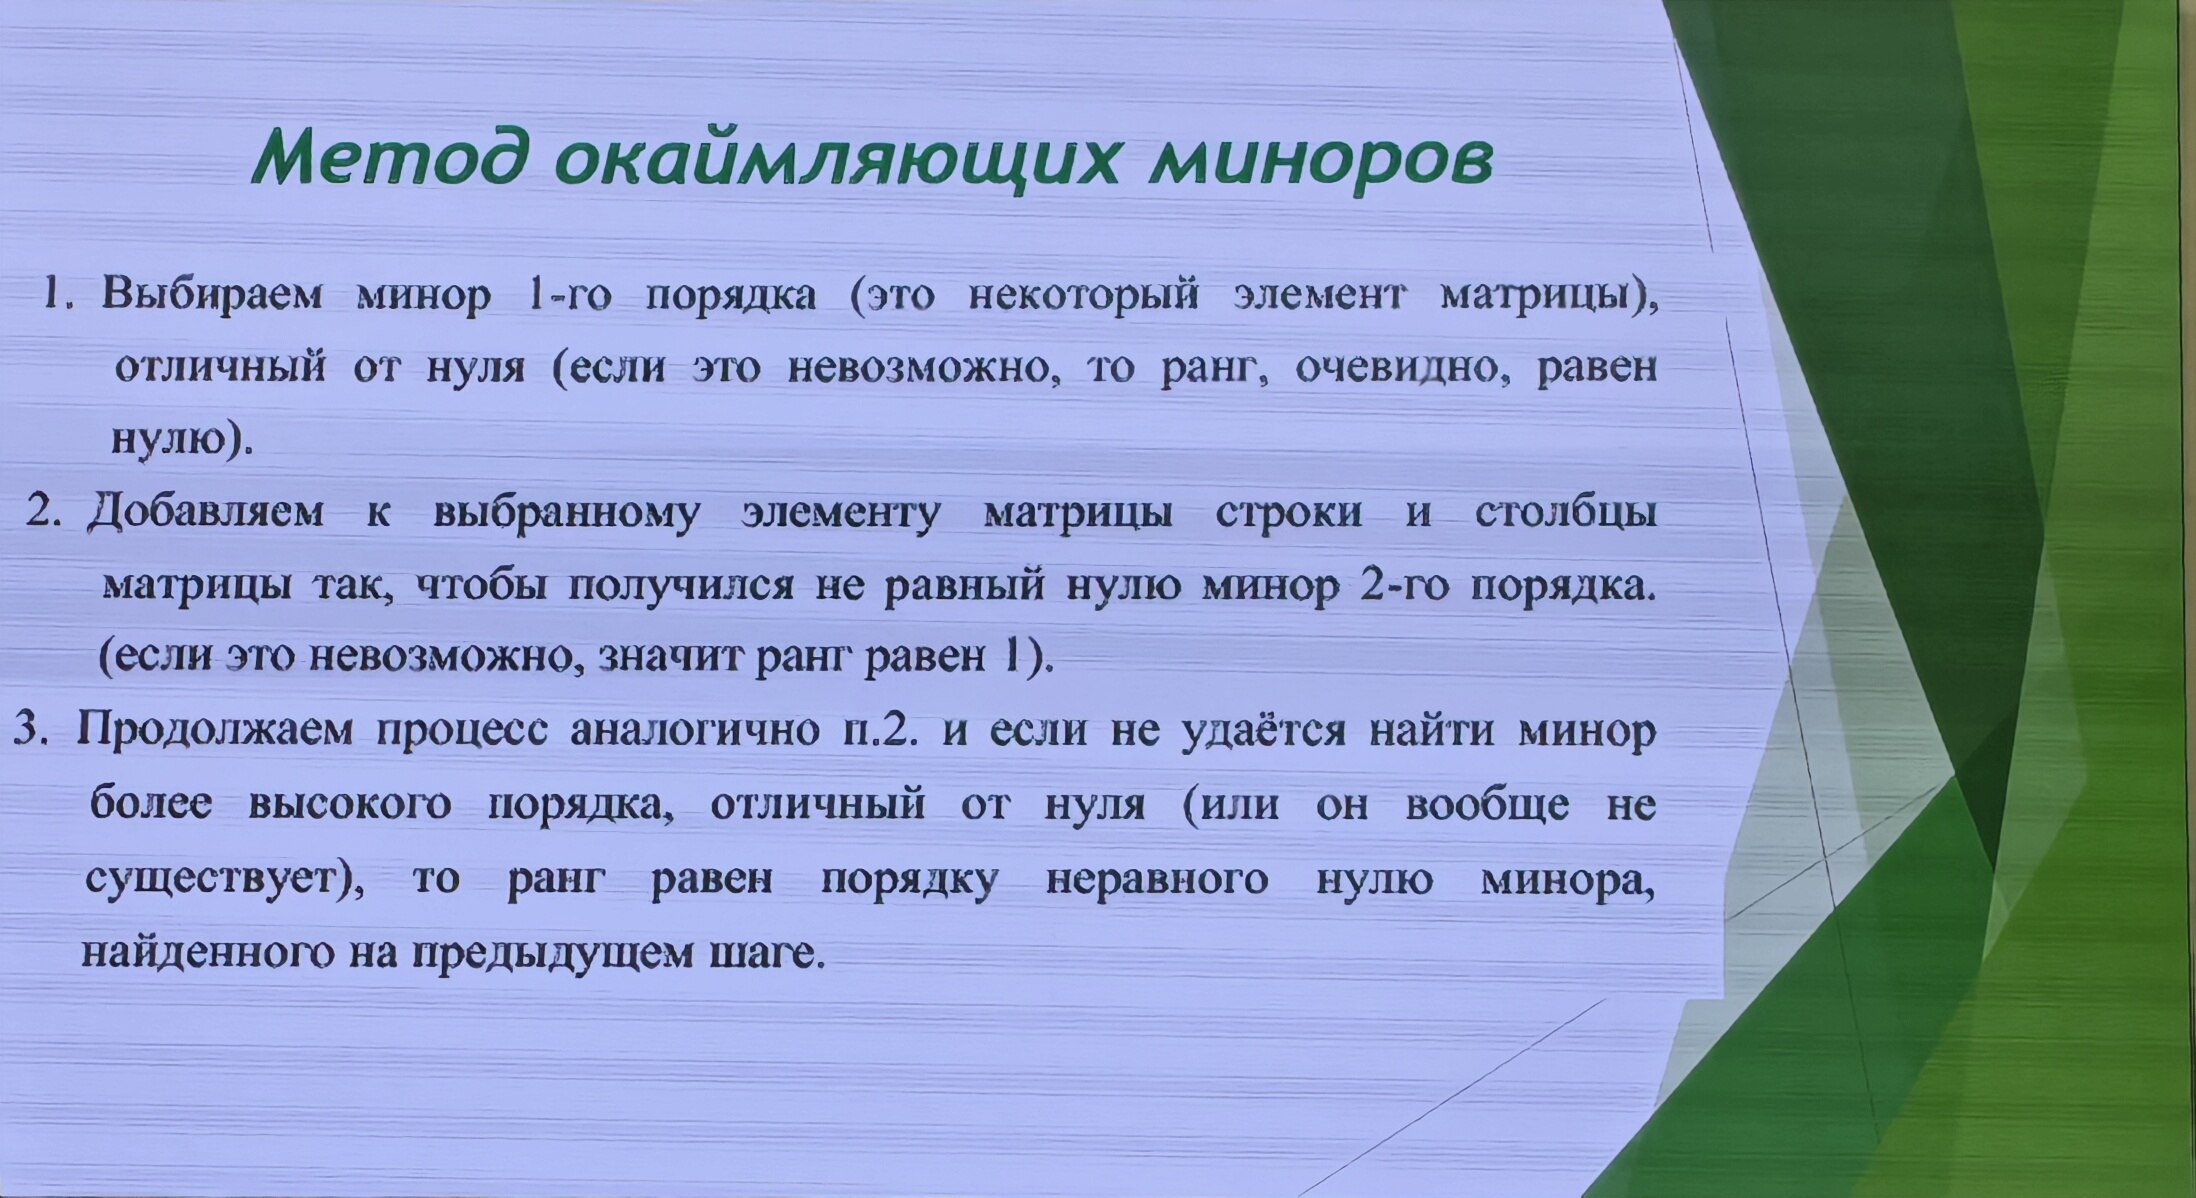 Метод окаймляющих миноров
1. Выбираем минор 1-го порядка (это некоторый элемент матрицы),
отличный от нуля (если это невозможно, то ранг, очевидно, равен
нулю).
2. Добавляем к выбранному элементу матрицы строки и столбцы
матрицы так, чтобы получился не равный нулю минор 2-го порядка.
(если это невозможно, значит ранг равен 1).
3. Продолжаем процесс аналогично п.2. и если не удаётся найти минор
более высокого порядка, отличный от нуля (или он вообще не
существует), то ранг равен порядку неравного нулю минора,
найденного на предыдущем шаге.